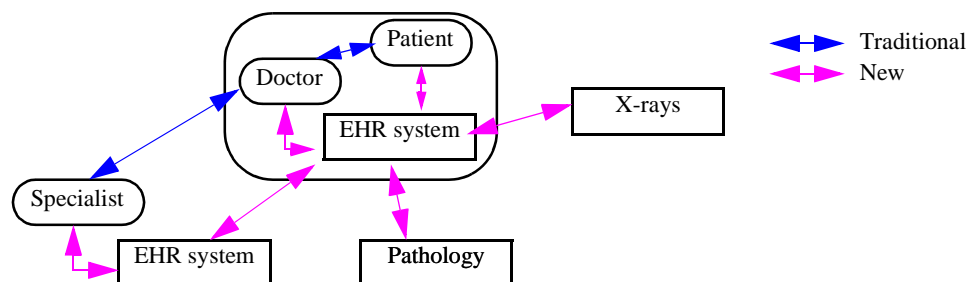 Patient
Traditional
Doctor
New
X-rays
EHR system
Specialist
EHR system
Pathology